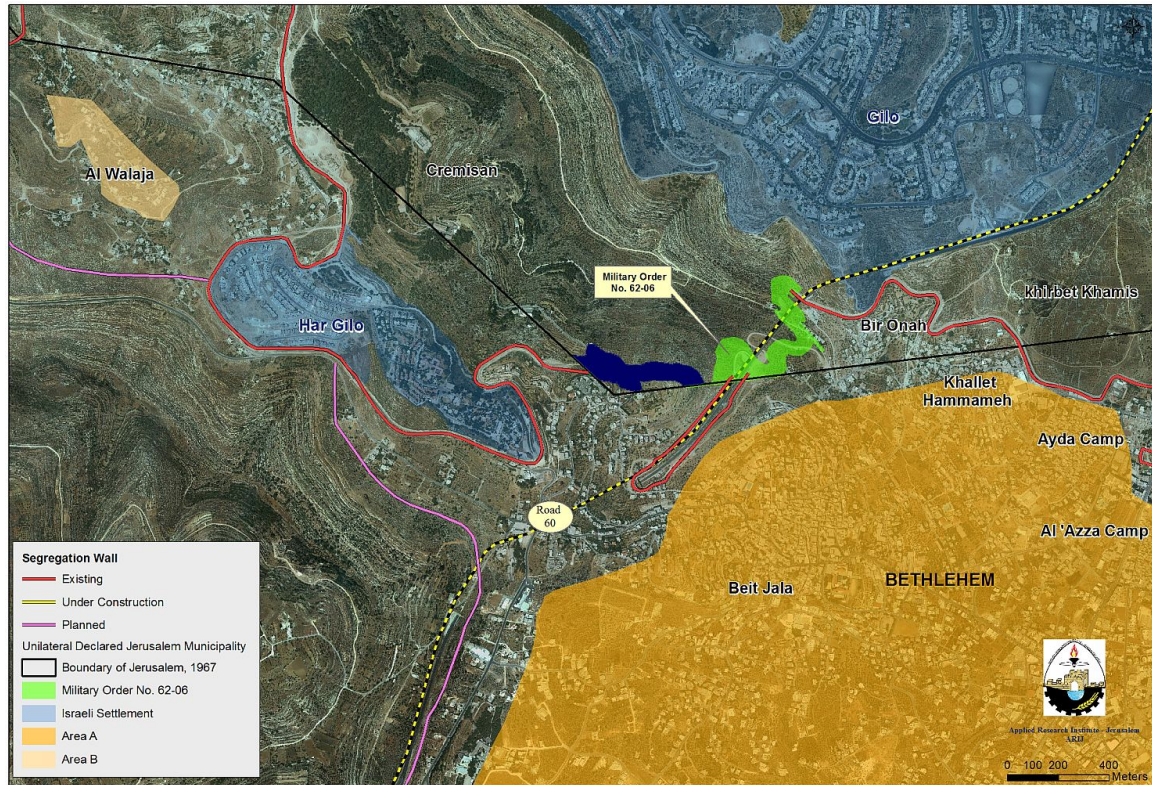 Gilo
Al Walaja
Cremisan
Military Order
No. 62-06
khirbet Khamis
Har Gilo
Bir Onah
Khallet
Hammameh
Ayda Camp
Road
60
Al 'Azza Camp
Beit Jala
BETHLEHEM
Segregation Wall
Existing
Under Construction
Planned
Unilateral Declared Jerusalem Municipality
Boundary of Jerusalem, 1967
Military Order No. 62-06
Israeli Settlement
Area A
Area B
Applied Research Institute - Jerusalem
ARIJ
0 100 200 400
Meters